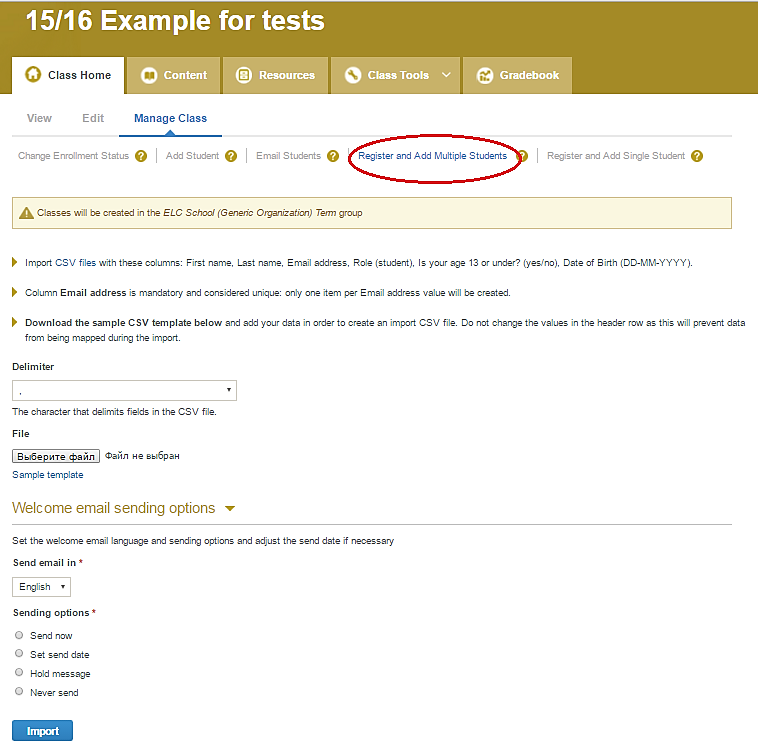 15/16 Example for tests
Class Home Content Resources Class Tools Gradebook
View Edit Manage Class
Change Enrollment Status ? Add Student ? Email Students ? Register and Add Multiple Students ? Register and Add Single Student ?
Classes will be created in the ELC School (Generic Organization) Term group
Import CSV files with these columns: First name, Last name, Email address, Role (student), Is your age 13 or under? (yes/no), Date of Birth (DD-MM-YYYY).
Column Email address is mandatory and considered unique: only one item per Email address value will be created.
Download the sample CSV template below and add your data in order to create an import CSV file. Do not change the values in the header row as this will prevent data
from being mapped during the import.
Delimiter
,
The character that delimits fields in the CSV file.
File
Выберите файл Файл не выбран
Sample template
Welcome email sending options
Set the welcome email language and sending options and adjust the send date if necessary
Send email in *
English
Sending options *
Send now
Set send date
Hold message
Never send
Import